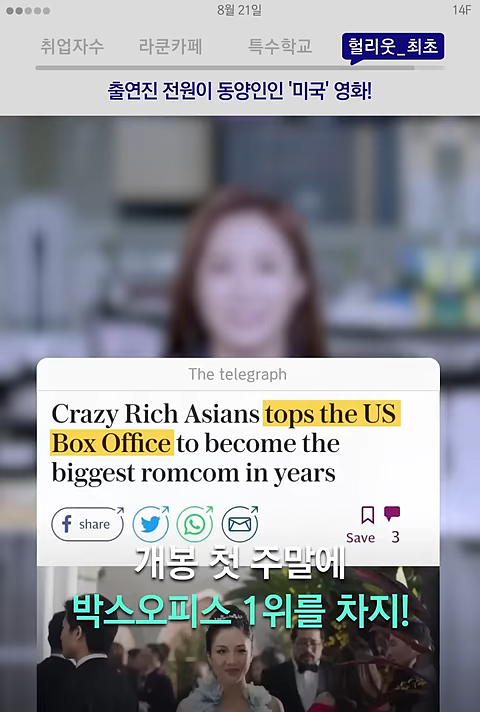 8월 21일
14F
취업자수 라쿤카페 특수학교 헐리웃_최초
출연진 전원이 동양인인 '미국' 영화!
The telegraph
Crazy Rich Asians tops the US
Box Office to become the
biggest romcom in years
share
Save 3
개봉 첫 주말에
박스오피스 1위를 차지!